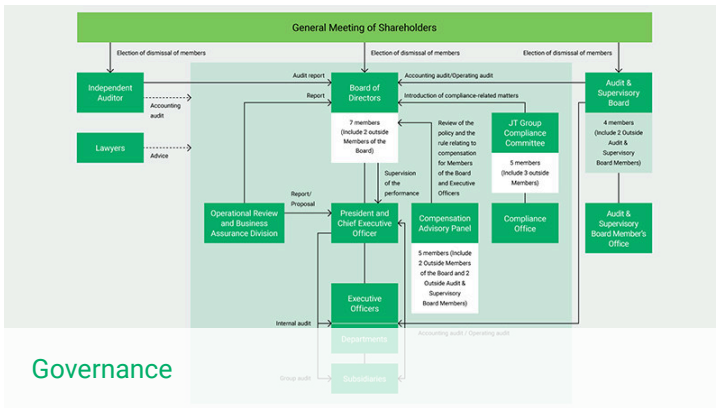 General Meeting of Shareholders
Election of dismissal of members
Election of dismissal of members
Election of dismissal of members
Independent
Auditor
Audit report
Board of
Directors
Accounting audit/Operating audit
Audit &
Supervisory
Board
Accounting
audit
Report
Introduction of compliance-related matters
7 members
(Include 2 outside
Members of the
Board)
Review of the
policy and the
rule relating to
compensation
for Members
of the Board
and Executive
Officers
JT Group
Compliance
Committee
5 members
(Include 3 outside
Members)
4 members
(Include 2 Outside
Audit &
Supervisory
Board Members)
Lawyers
Advice
Supervision
of the
performance
Report/
Proposal
Operational Review
and Business
Assurance Division
President and
Chief Executive
Officer
Compensation
Advisory Panel
Compliance
Office
Audit &
Supervisory
Board Member's
Office
5 members (Include
2 Outside Members
of the Board and 2
Outside Audit &
Supervisory
Board Members)
Executive
Officers
Internal audit
Accounting audit / Operating audit
Departments
Group audit
Subsidiaries
Governance